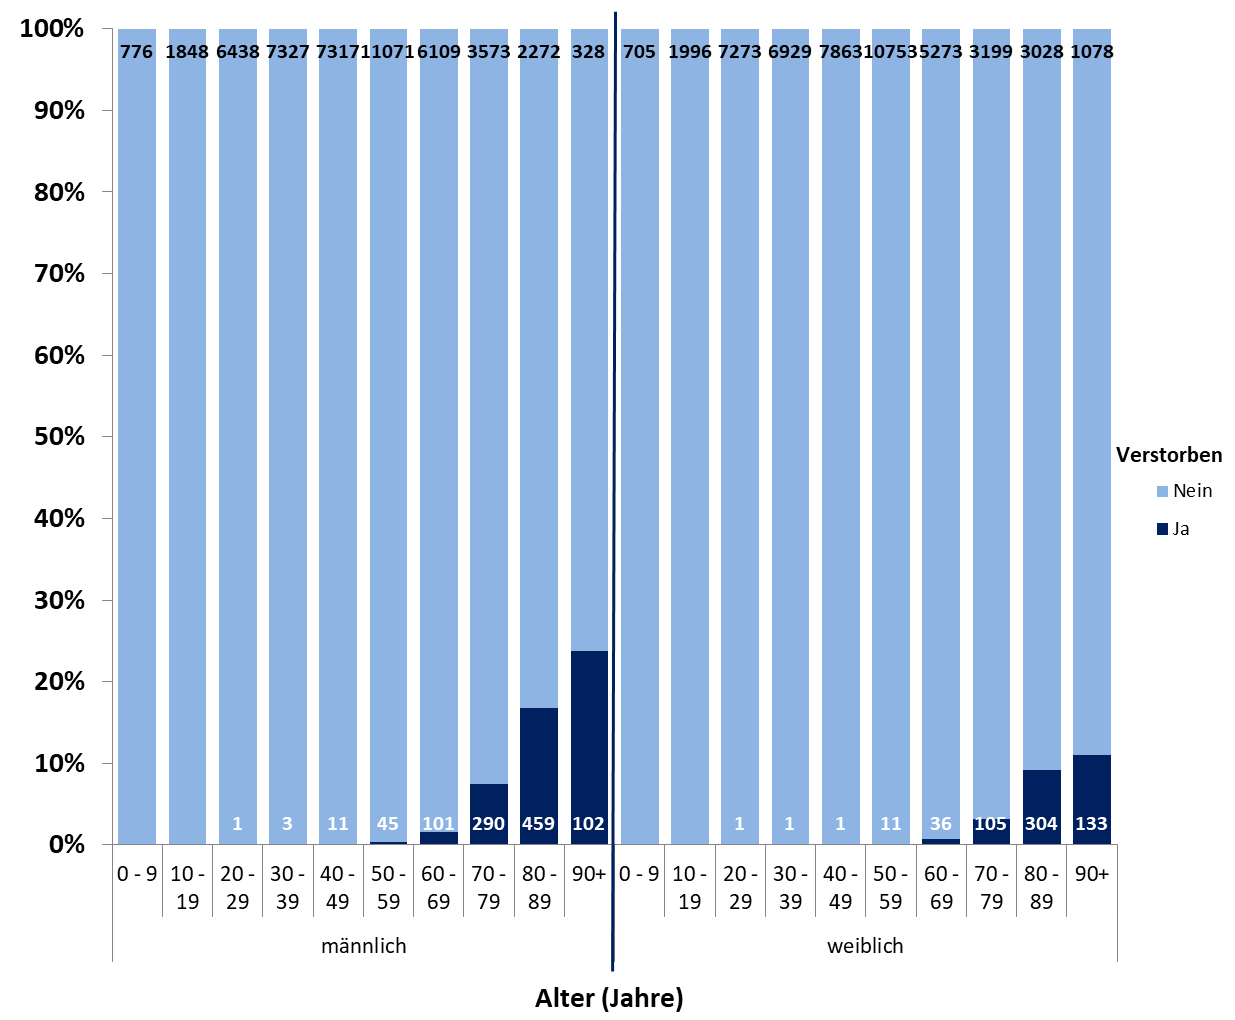 100%
776 1848 6438 7327 7317 11071 6109 3573 2272 328 705 1996 7273 6929 7863 10753 5273 3199 3028 1078
90%
80%
70%
60%
50%
Verstorben
Nein
40%
Ja
30%
20%
10%
1 3 11 45 101 290 459 102 1 1 1 11 36 105 304 133
0%
0 - 9 10 - 20 - 30 - 40 - 50 - 60 - 70 - 80 - 90+ 0 - 9 10 - 20 - 30 - 40 - 50 - 60 - 70 - 80 - 90+
19 29 39 49 59 69 79 89 19 29 39 49 59 69 79 89
männlich weiblich
Alter (Jahre)